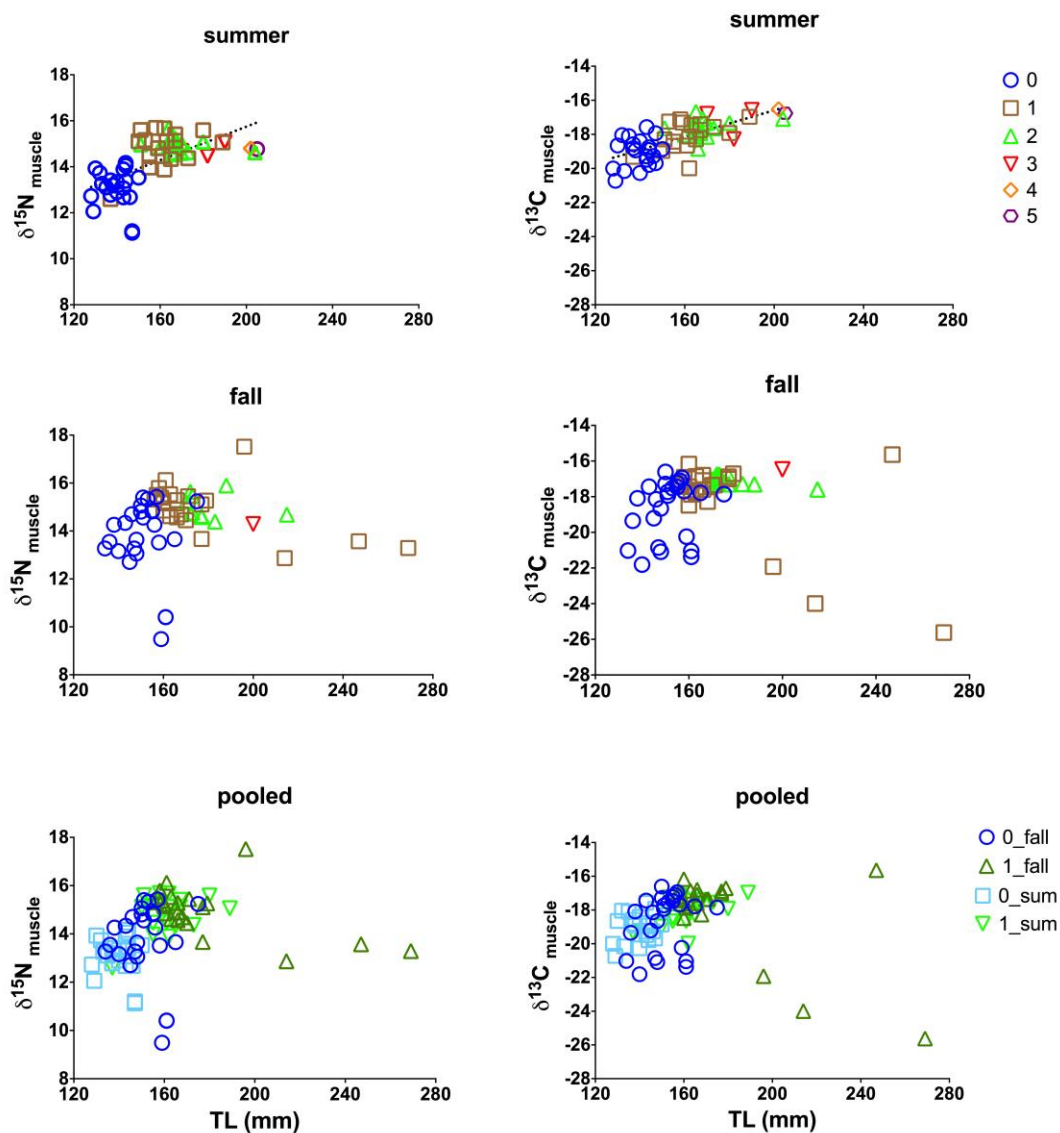 summer
18
16
14
12
10
8
120 160 200 240 280
δ15N muscle
summer
-14
-16
-18
-20
-22
-24
-26
-28
120 160 200 240 280
δ13C muscle
0
1
2
3
4
5
fall
18
16
14
12
10
8
120 160 200 240 280
δ15N muscle
fall
-14
-16
-18
-20
-22
-24
-26
-28
120 160 200 240 280
δ13C muscle
pooled
18
16
14
12
10
8
120 160 200 240 280
δ15N muscle
TL (mm)
pooled
-14
-16
-18
-20
-22
-24
-26
-28
120 160 200 240 280
δ13C muscle
TL (mm)
0_fall
1_fall
0_sum
1_sum